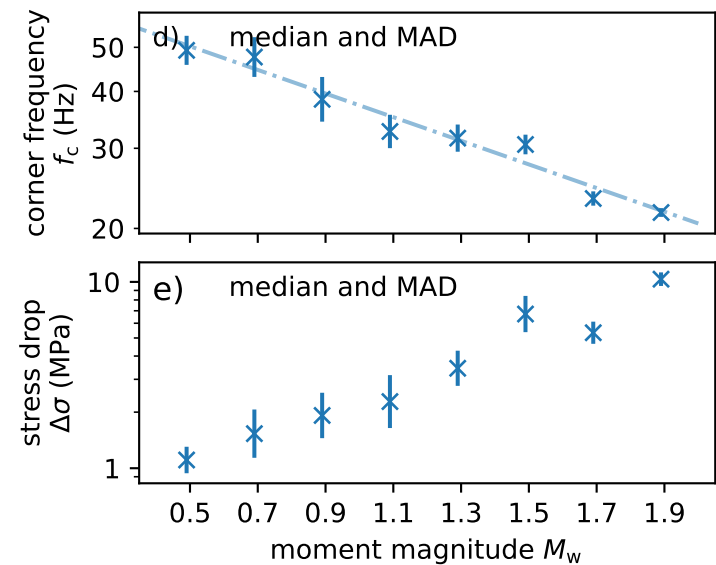 d) median and MAD
corner frequency
f_c (Hz)
50
40
30
20
e) median and MAD
stress drop
Δσ (MPa)
10
1
0.5 0.7 0.9 1.1 1.3 1.5 1.7 1.9
moment magnitude M_w